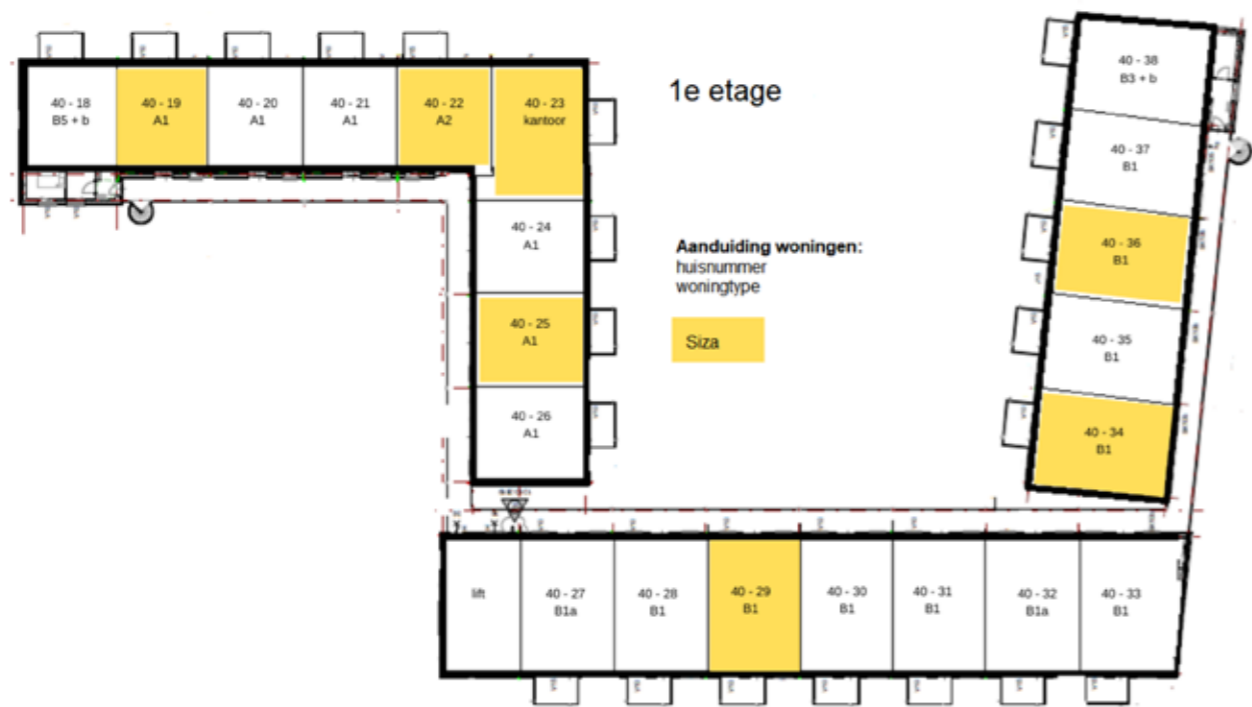 1e etage
40 - 18
B5 + b
40 - 19
A1
40 - 20
A1
40 - 21
A1
40 - 22
A2
40 - 23
kantoor
40 - 24
A1
40 - 25
A1
40 - 26
A1
Aanduiding woningen:
huisnummer
woningtype
Siza
40 - 38
B3 + b
40 - 37
B1
40 - 36
B1
40 - 35
B1
40 - 34
B1
lift
40 - 27
B1a
40 - 28
B1
40 - 29
B1
40 - 30
B1
40 - 31
B1
40 - 32
B1a
40 - 33
B1